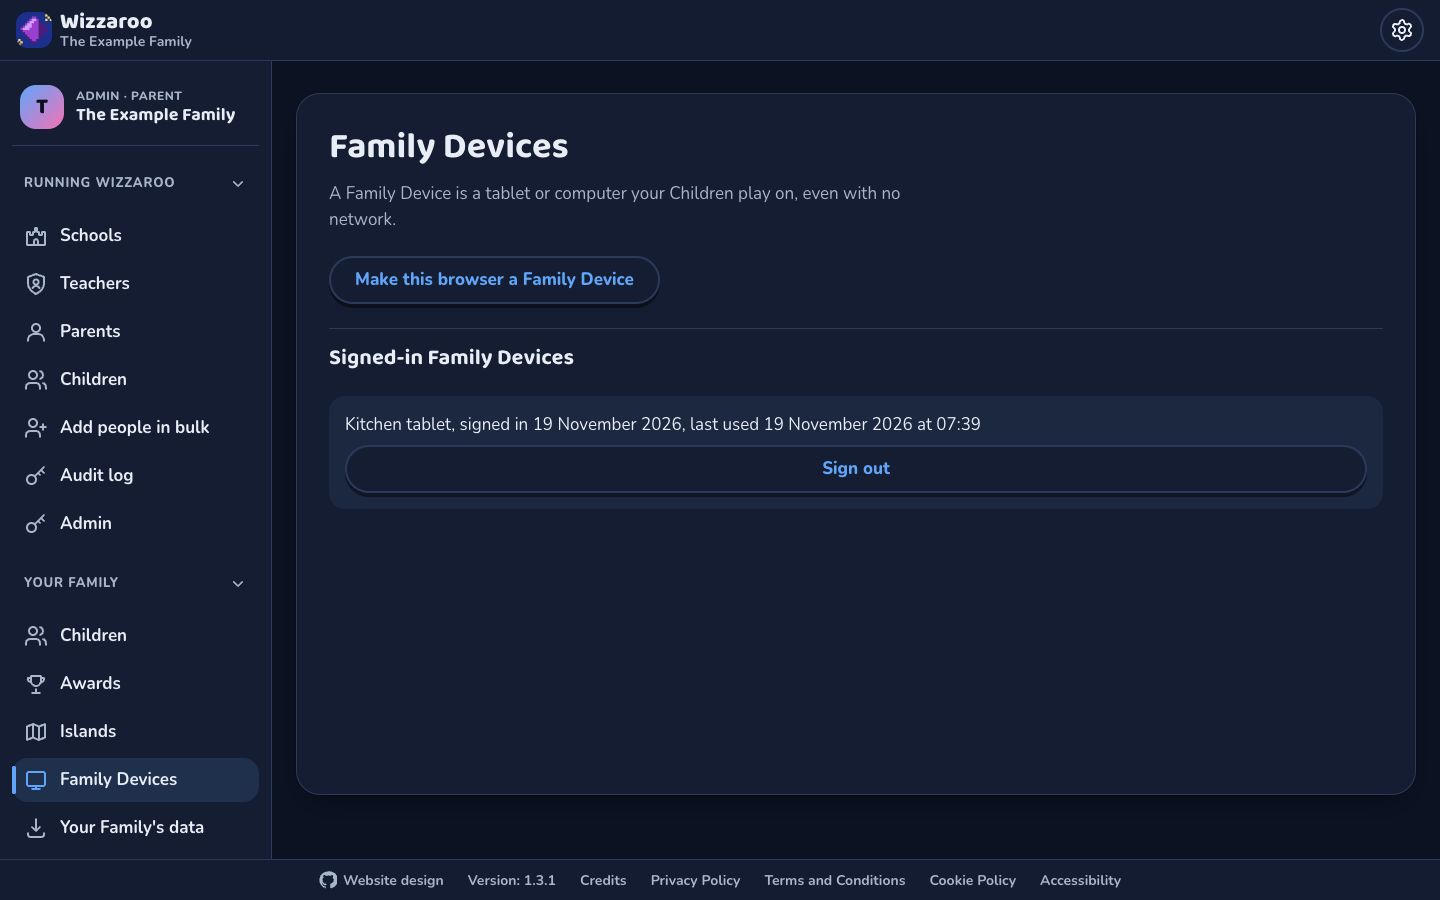 Wizzaroo
The Example Family
T
ADMIN · PARENT
The Example Family
RUNNING WIZZAROO
Schools
Teachers
Parents
Children
Add people in bulk
Audit log
Admin
YOUR FAMILY
Children
Awards
Islands
Family Devices
Your Family's data
Family Devices
A Family Device is a tablet or computer your Children play on, even with no
network.
Make this browser a Family Device
Signed-in Family Devices
Kitchen tablet, signed in 19 November 2026, last used 19 November 2026 at 07:39
Sign out
Website design
Version: 1.3.1
Credits
Privacy Policy
Terms and Conditions
Cookie Policy
Accessibility